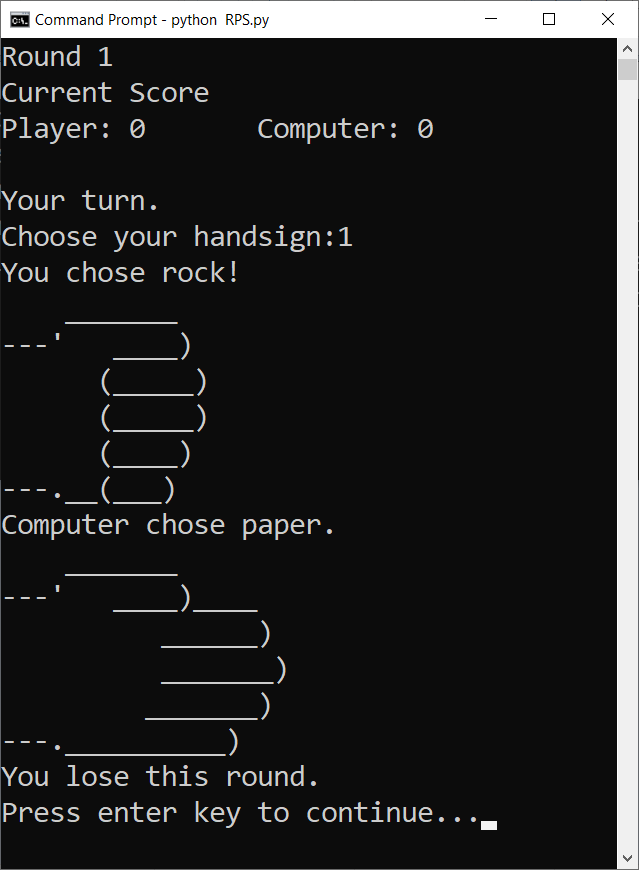 Command Prompt - python  RPS.py
Round 1
Current Score
Player: 0       Computer: 0
Your turn.
Choose your handsign:1
You chose rock!
    _______
---'   ____)
      (_____)
      (_____)
      (____)
---.__(___)
Computer chose paper.
    _______
---'   ____)____
          ______)
          _______)
         _______)
---.__________)
You lose this round.
Press enter key to continue...